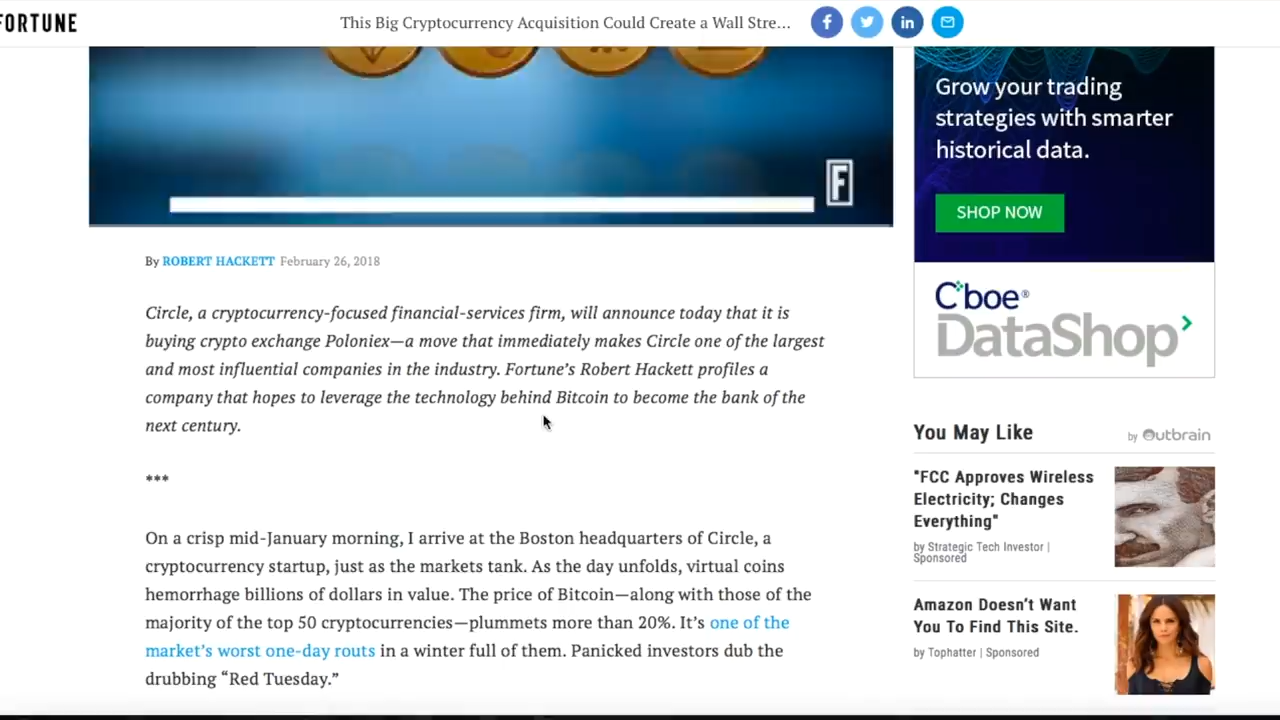 FORTUNE
This Big Cryptocurrency Acquisition Could Create a Wall Stre...
F
Grow your trading
strategies with smarter
historical data.
SHOP NOW
Cboe®
DataShop
By ROBERT HACKETT February 26, 2018
Circle, a cryptocurrency-focused financial-services firm, will announce today that it is
buying crypto exchange Poloniex—a move that immediately makes Circle one of the largest
and most influential companies in the industry. Fortune’s Robert Hackett profiles a
company that hopes to leverage the technology behind Bitcoin to become the bank of the
next century.
***
On a crisp mid-January morning, I arrive at the Boston headquarters of Circle, a
cryptocurrency startup, just as the markets tank. As the day unfolds, virtual coins
hemorrhage billions of dollars in value. The price of Bitcoin—along with those of the
majority of the top 50 cryptocurrencies—plummets more than 20%. It’s one of the
market’s worst one-day routs in a winter full of them. Panicked investors dub the
drubbing “Red Tuesday.”
You May Like
by Outbrain
"FCC Approves Wireless
Electricity; Changes
Everything"
by Strategic Tech Investor |
Sponsored
Amazon Doesn’t Want
You To Find This Site.
by Tophatter | Sponsored